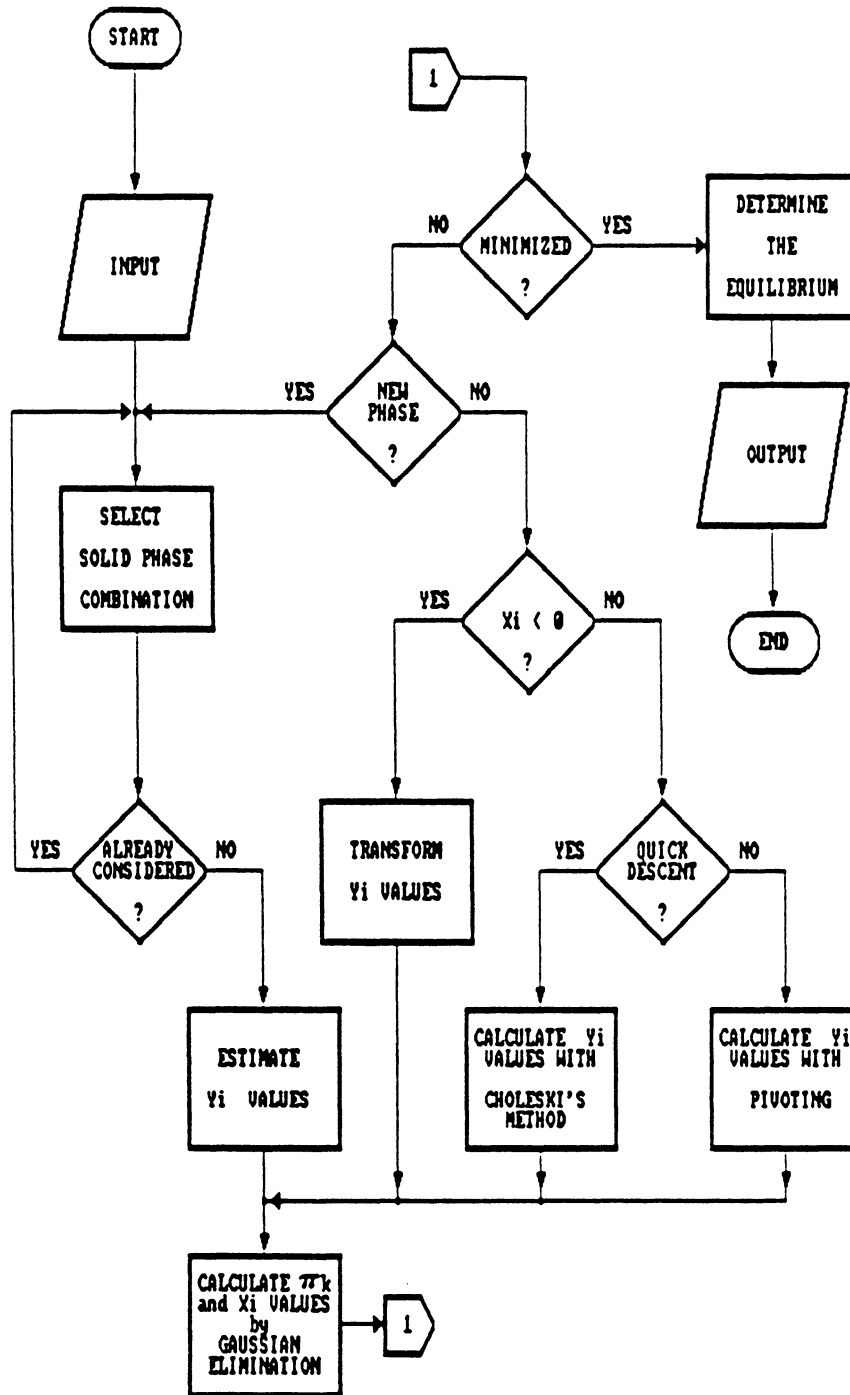 START
INPUT
YES
SELECT
SOLID PHASE
COMBINATION
YES
ALREADY
CONSIDERED
?
NO
ESTIMATE
Yi VALUES
CALCULATE πk
and Xi VALUES
by
GAUSSIAN
ELIMINATION
1
1
NO
MINIMIZED
?
YES
DETERMINE
THE
EQUILIBRIUM
OUTPUT
END
NEW
PHASE
?
NO
YES
Xi < 0
?
NO
TRANSFORM
Yi VALUES
YES
QUICK
DESCENT
?
NO
CALCULATE Yi
VALUES WITH
CHOLESKI'S
METHOD
CALCULATE Yi
VALUES WITH
PIVOTING